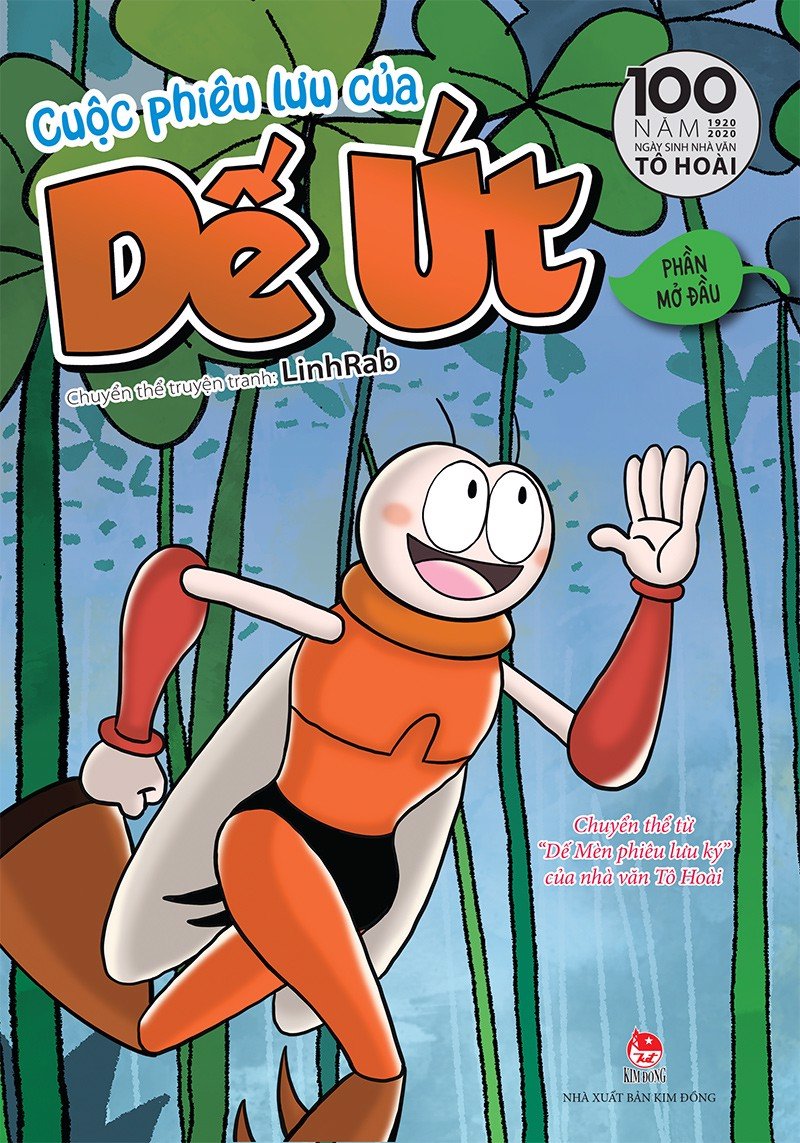 Cuộc phiêu lưu của
Dế Út
Chuyển thể truyện tranh: LinhRab
100
NĂM 1920 2020
NGÀY SINH NHÀ VĂN
TÔ HOÀI
PHẦN
MỞ ĐẦU
Chuyển thể từ
“Dế Mèn phiêu lưu ký”
của nhà văn Tô Hoài
KIM ĐỒNG
NHÀ XUẤT BẢN KIM ĐỒNG